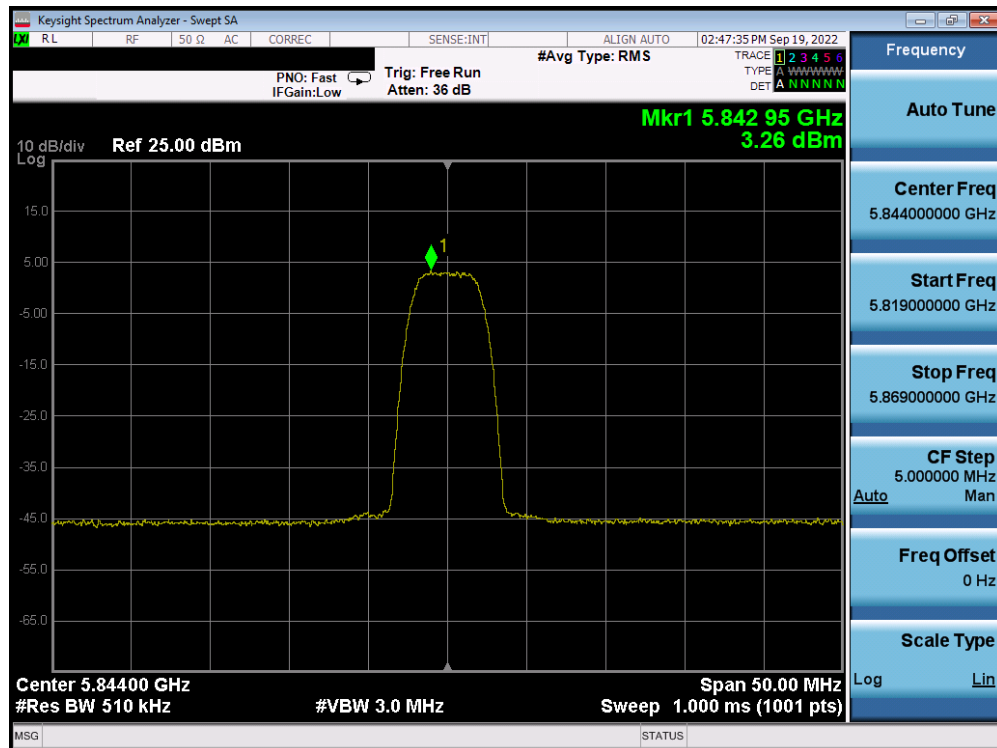 Keysight Spectrum Analyzer - Swept SA
LXI RL RF 50 Ω AC CORREC SENSE:INT ALIGN AUTO 02:47:35 PM Sep 19, 2022
#Avg Type: RMS
TRACE 1 2 3 4 5 6
TYPE A WWWWW
DET A N N N N N
PNO: Fast
IFGain:Low
Trig: Free Run
Atten: 36 dB
Mkr1 5.842 95 GHz
3.26 dBm
10 dB/div Ref 25.00 dBm
Log
15.0
5.00
-5.00
-15.0
-25.0
-35.0
-45.0
-55.0
-65.0
1
Center 5.84400 GHz Span 50.00 MHz
#Res BW 510 kHz #VBW 3.0 MHz Sweep 1.000 ms (1001 pts)
MSG STATUS
Frequency
Auto Tune
Center Freq
5.844000000 GHz
Start Freq
5.819000000 GHz
Stop Freq
5.869000000 GHz
CF Step
5.000000 MHz
Auto Man
Freq Offset
0 Hz
Scale Type
Log Lin